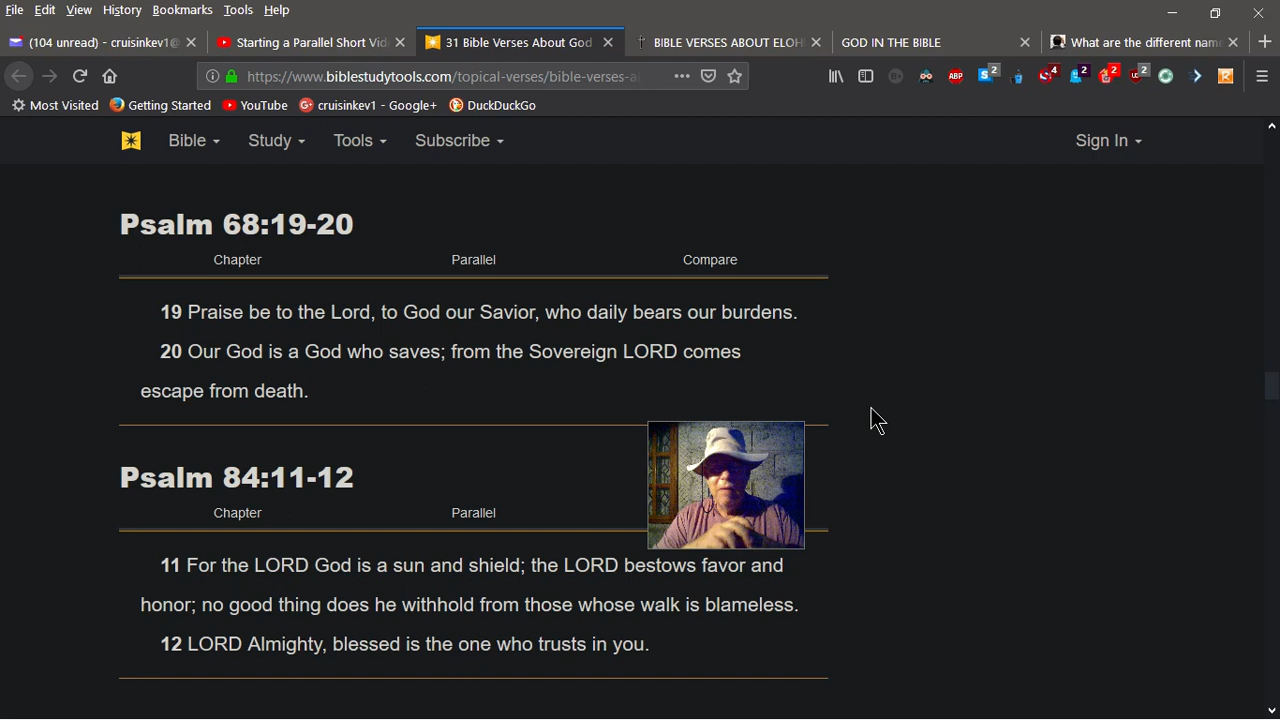 File Edit View History Bookmarks Tools Help
(104 unread) - cruisinkev1@ Starting a Parallel Short Vid 31 Bible Verses About God BIBLE VERSES ABOUT ELOH GOD IN THE BIBLE What are the different name
https://www.biblestudytools.com/topical-verses/bible-verses-a ABP 2 4 2 2 2
Most Visited Getting Started YouTube cruisinkev1 - Google+ DuckDuckGo
Bible Study Tools Subscribe Sign In
Psalm 68:19-20
Chapter Parallel Compare
19 Praise be to the Lord, to God our Savior, who daily bears our burdens.
20 Our God is a God who saves; from the Sovereign LORD comes
escape from death.
Psalm 84:11-12
Chapter Parallel
11 For the LORD God is a sun and shield; the LORD bestows favor and
honor; no good thing does he withhold from those whose walk is blameless.
12 LORD Almighty, blessed is the one who trusts in you.